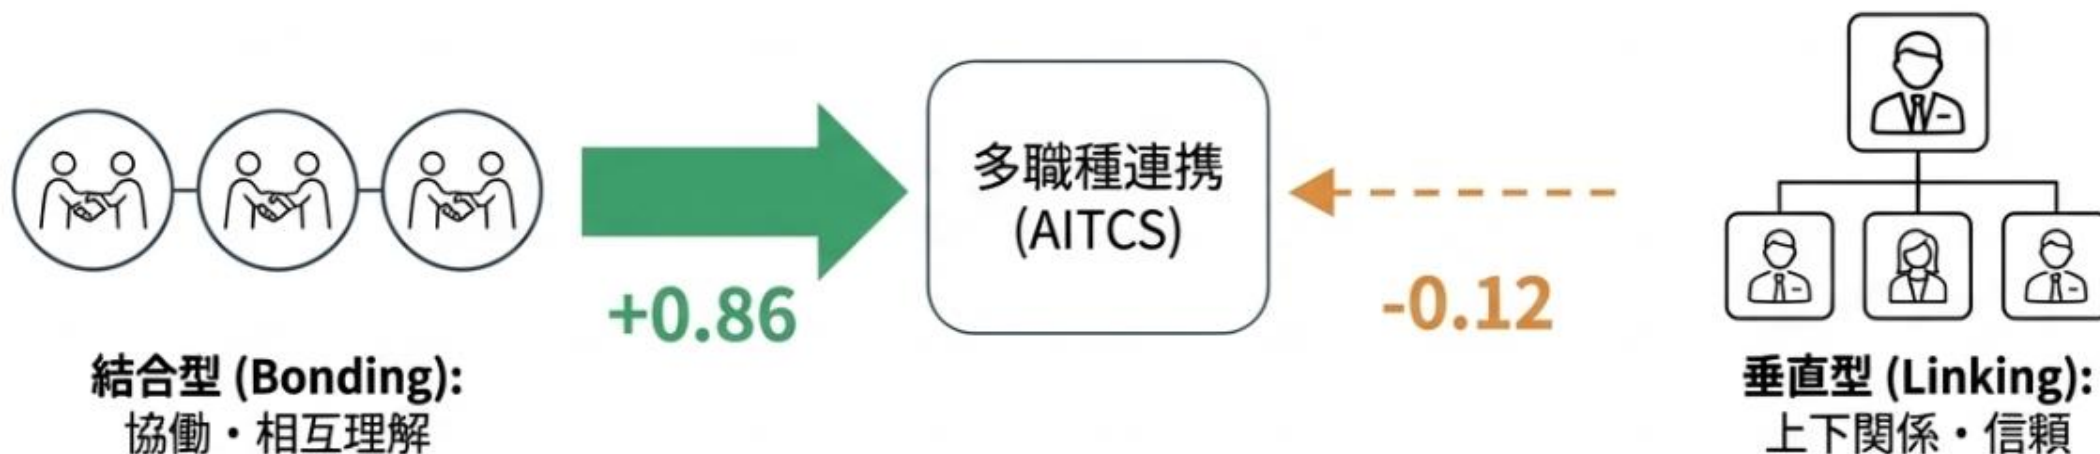 多職種連携
(AITCS)
+0.86
-0.12
結合型 (Bonding):
協働・相互理解
垂直型 (Linking):
上下関係・信頼